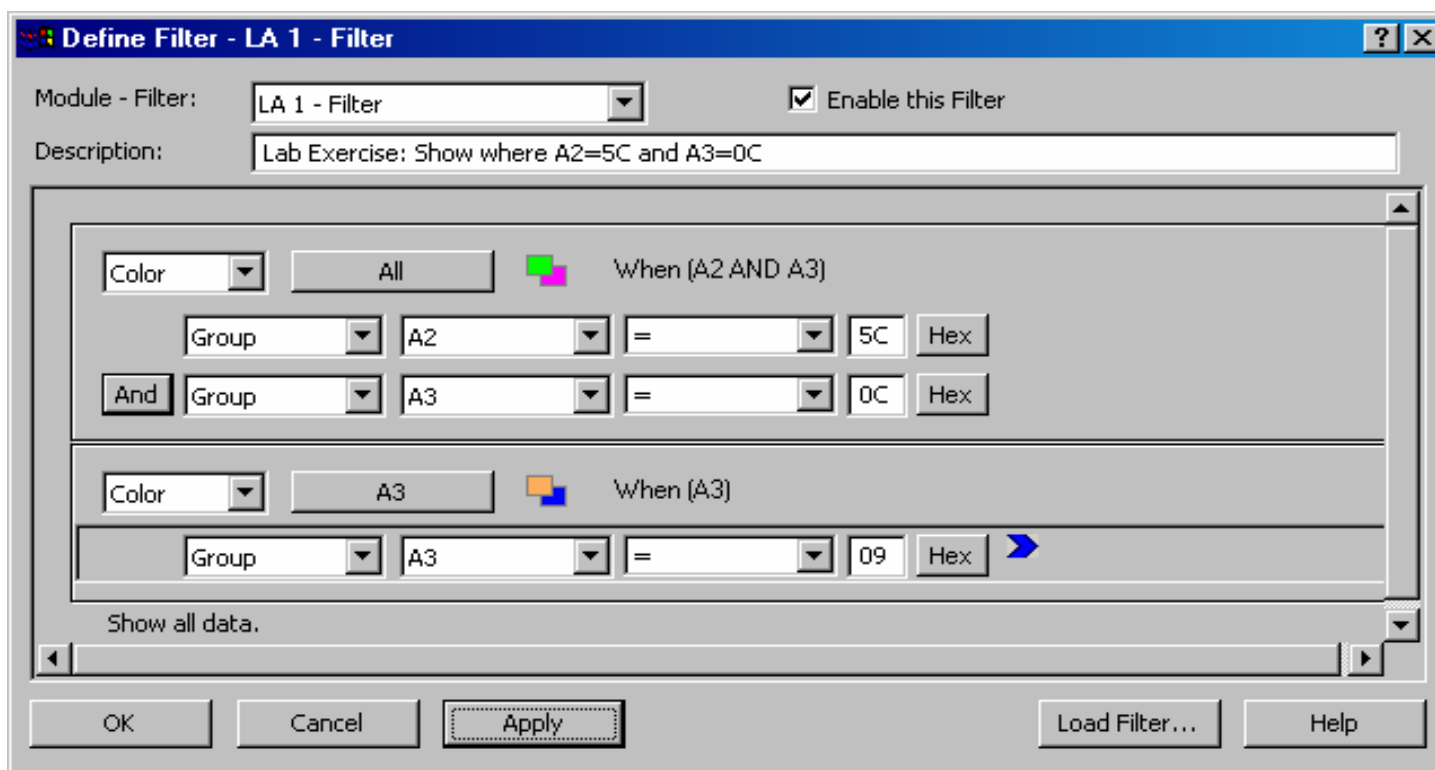 Define Filter - LA 1 - Filter
Module - Filter: LA 1 - Filter Enable this Filter
Description: Lab Exercise: Show where A2=5C and A3=0C
Color All When (A2 AND A3)
Group A2 = 5C Hex
And Group A3 = 0C Hex
Color A3 When (A3)
Group A3 = 09 Hex
Show all data.
OK Cancel Apply Load Filter... Help